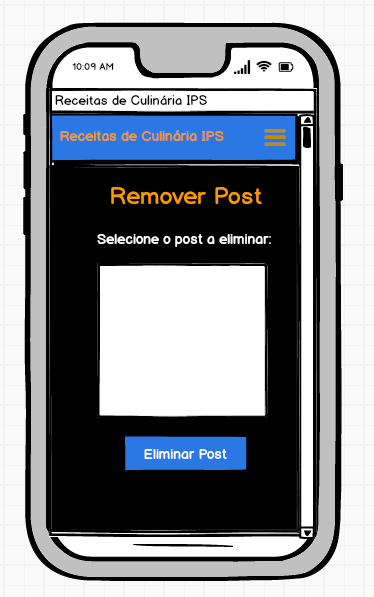 10:09 AM
Receitas de Culinária IPS
Receitas de Culinária IPS
Remover Post
Selecione o post a eliminar:
Eliminar Post